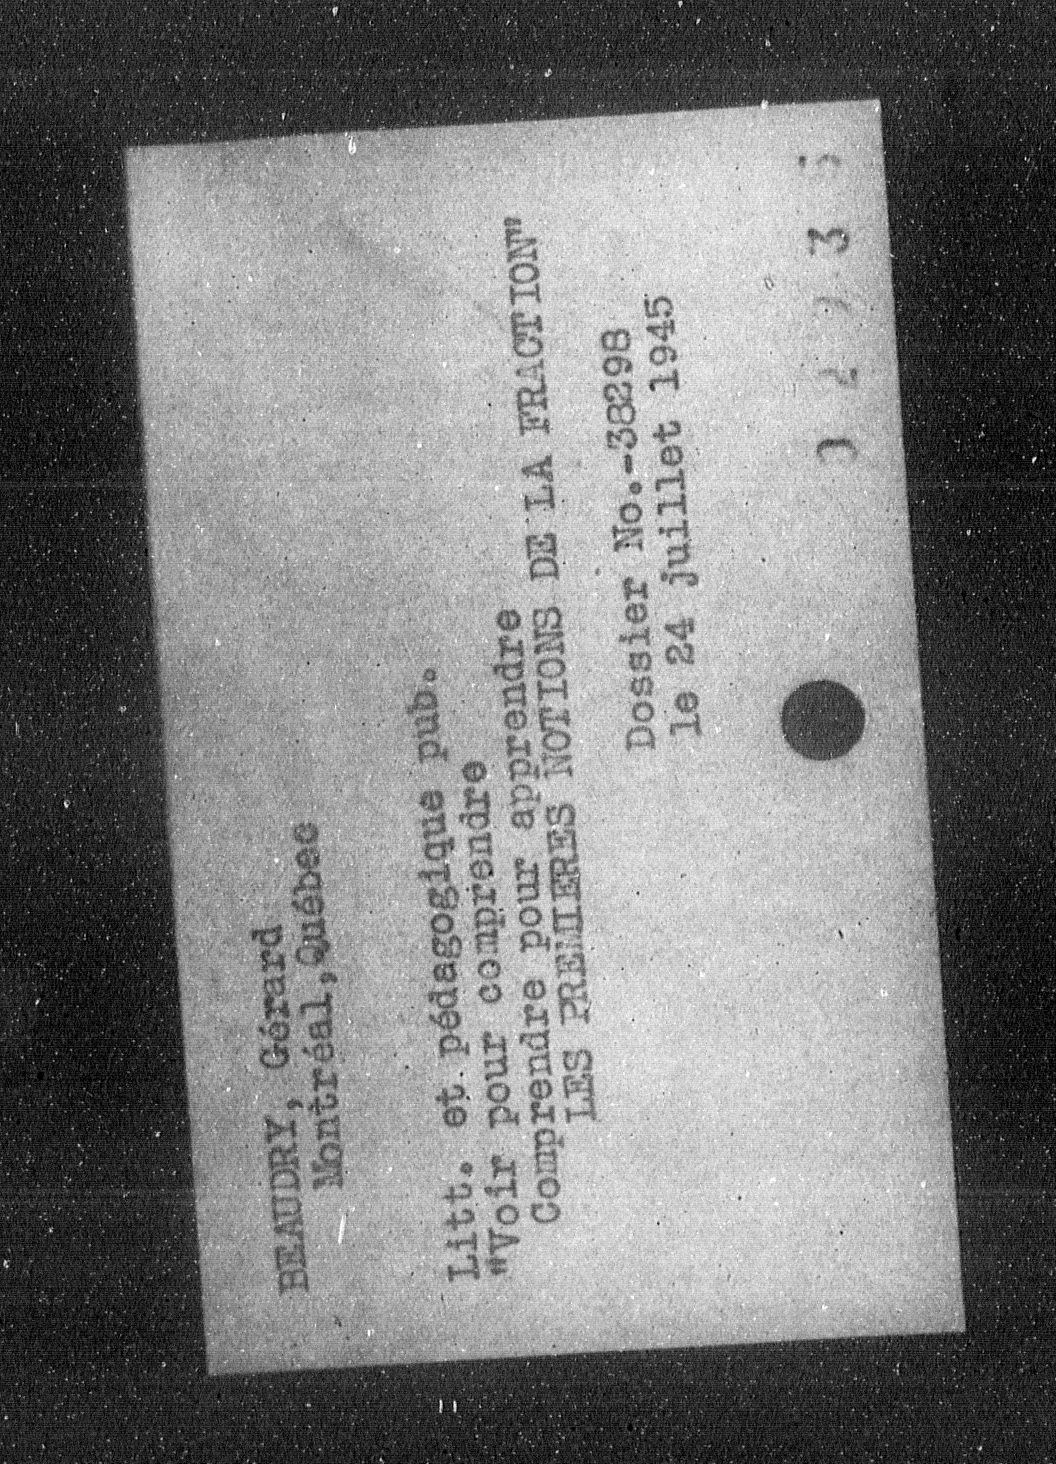 BEAUDRY, Gérard
Montréal,Québec
Litt. et pédagogique pub.
"Voir pour comprendre
Comprendre pour apprendre
LES PREMIERES NOTIONS DE LA FRACTION"
Dossier No.-38298
le 24 juillet 1945